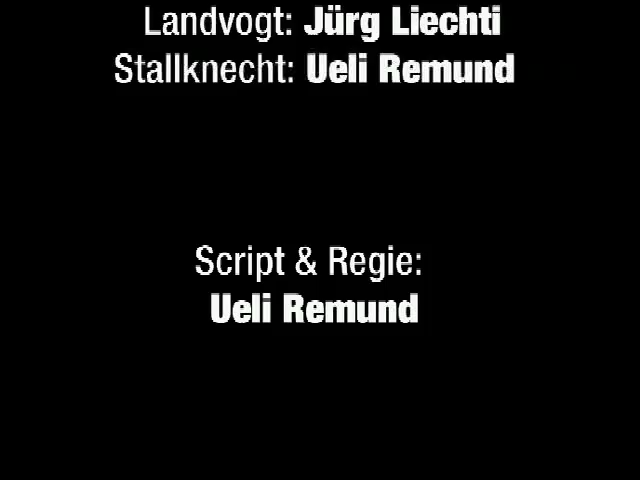 Landvogt: Jürg Liechti
Stallknecht: Ueli Remund
Script & Regie:
Ueli Remund